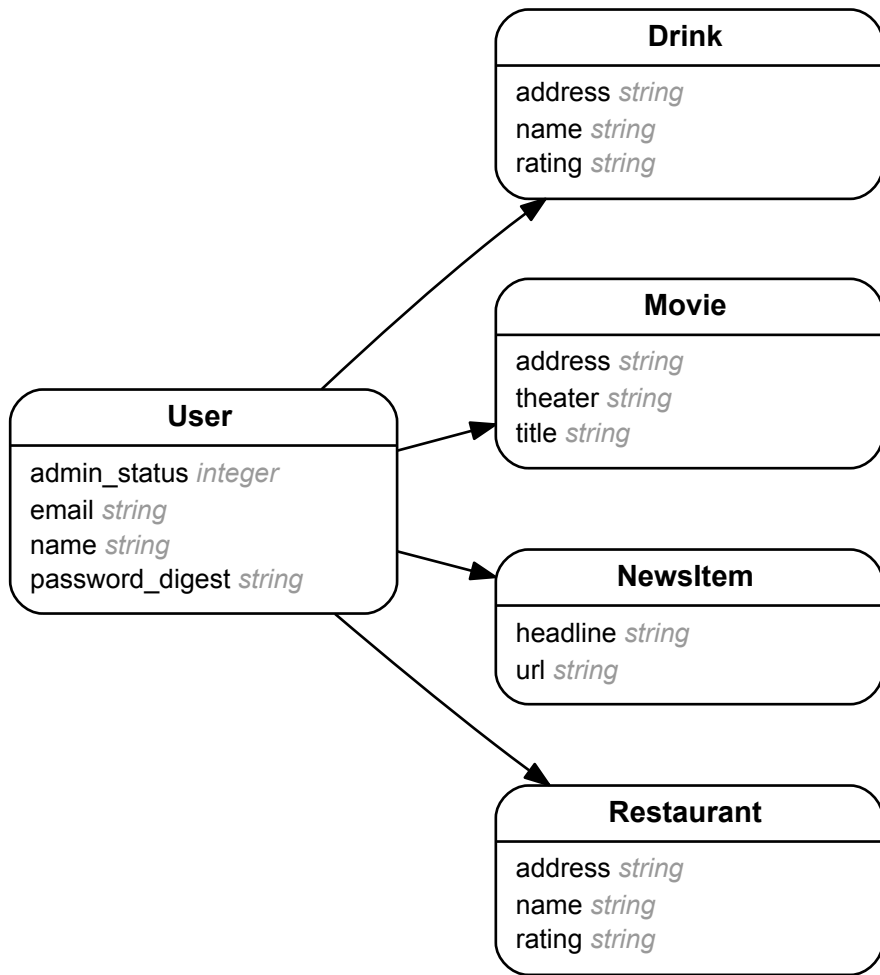 Drink
address string
name string
rating string
Movie
address string
theater string
title string
User
admin_status integer
email string
name string
password_digest string
NewsItem
headline string
url string
Restaurant
address string
name string
rating string